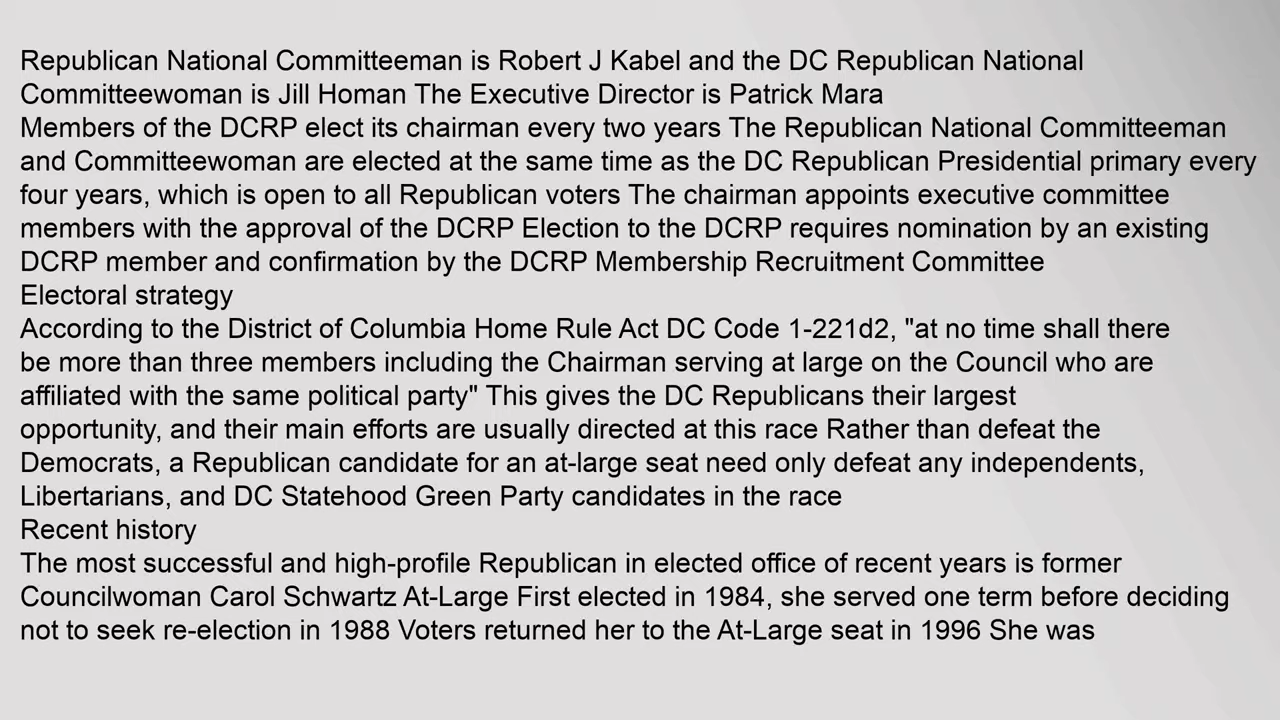 Republican National Committeeman is Robert J Kabel and the DC Republican National
Committeewoman is Jill Homan The Executive Director is Patrick Mara
Members of the DCRP elect its chairman every two years The Republican National Committeeman
and Committeewoman are elected at the same time as the DC Republican Presidential primary every
four years, which is open to all Republican voters The chairman appoints executive committee
members with the approval of the DCRP Election to the DCRP requires nomination by an existing
DCRP member and confirmation by the DCRP Membership Recruitment Committee
Electoral strategy
According to the District of Columbia Home Rule Act DC Code 1-221d2, "at no time shall there
be more than three members including the Chairman serving at large on the Council who are
affiliated with the same political party" This gives the DC Republicans their largest
opportunity, and their main efforts are usually directed at this race Rather than defeat the
Democrats, a Republican candidate for an at-large seat need only defeat any independents,
Libertarians, and DC Statehood Green Party candidates in the race
Recent history
The most successful and high-profile Republican in elected office of recent years is former
Councilwoman Carol Schwartz At-Large First elected in 1984, she served one term before deciding
not to seek re-election in 1988 Voters returned her to the At-Large seat in 1996 She was